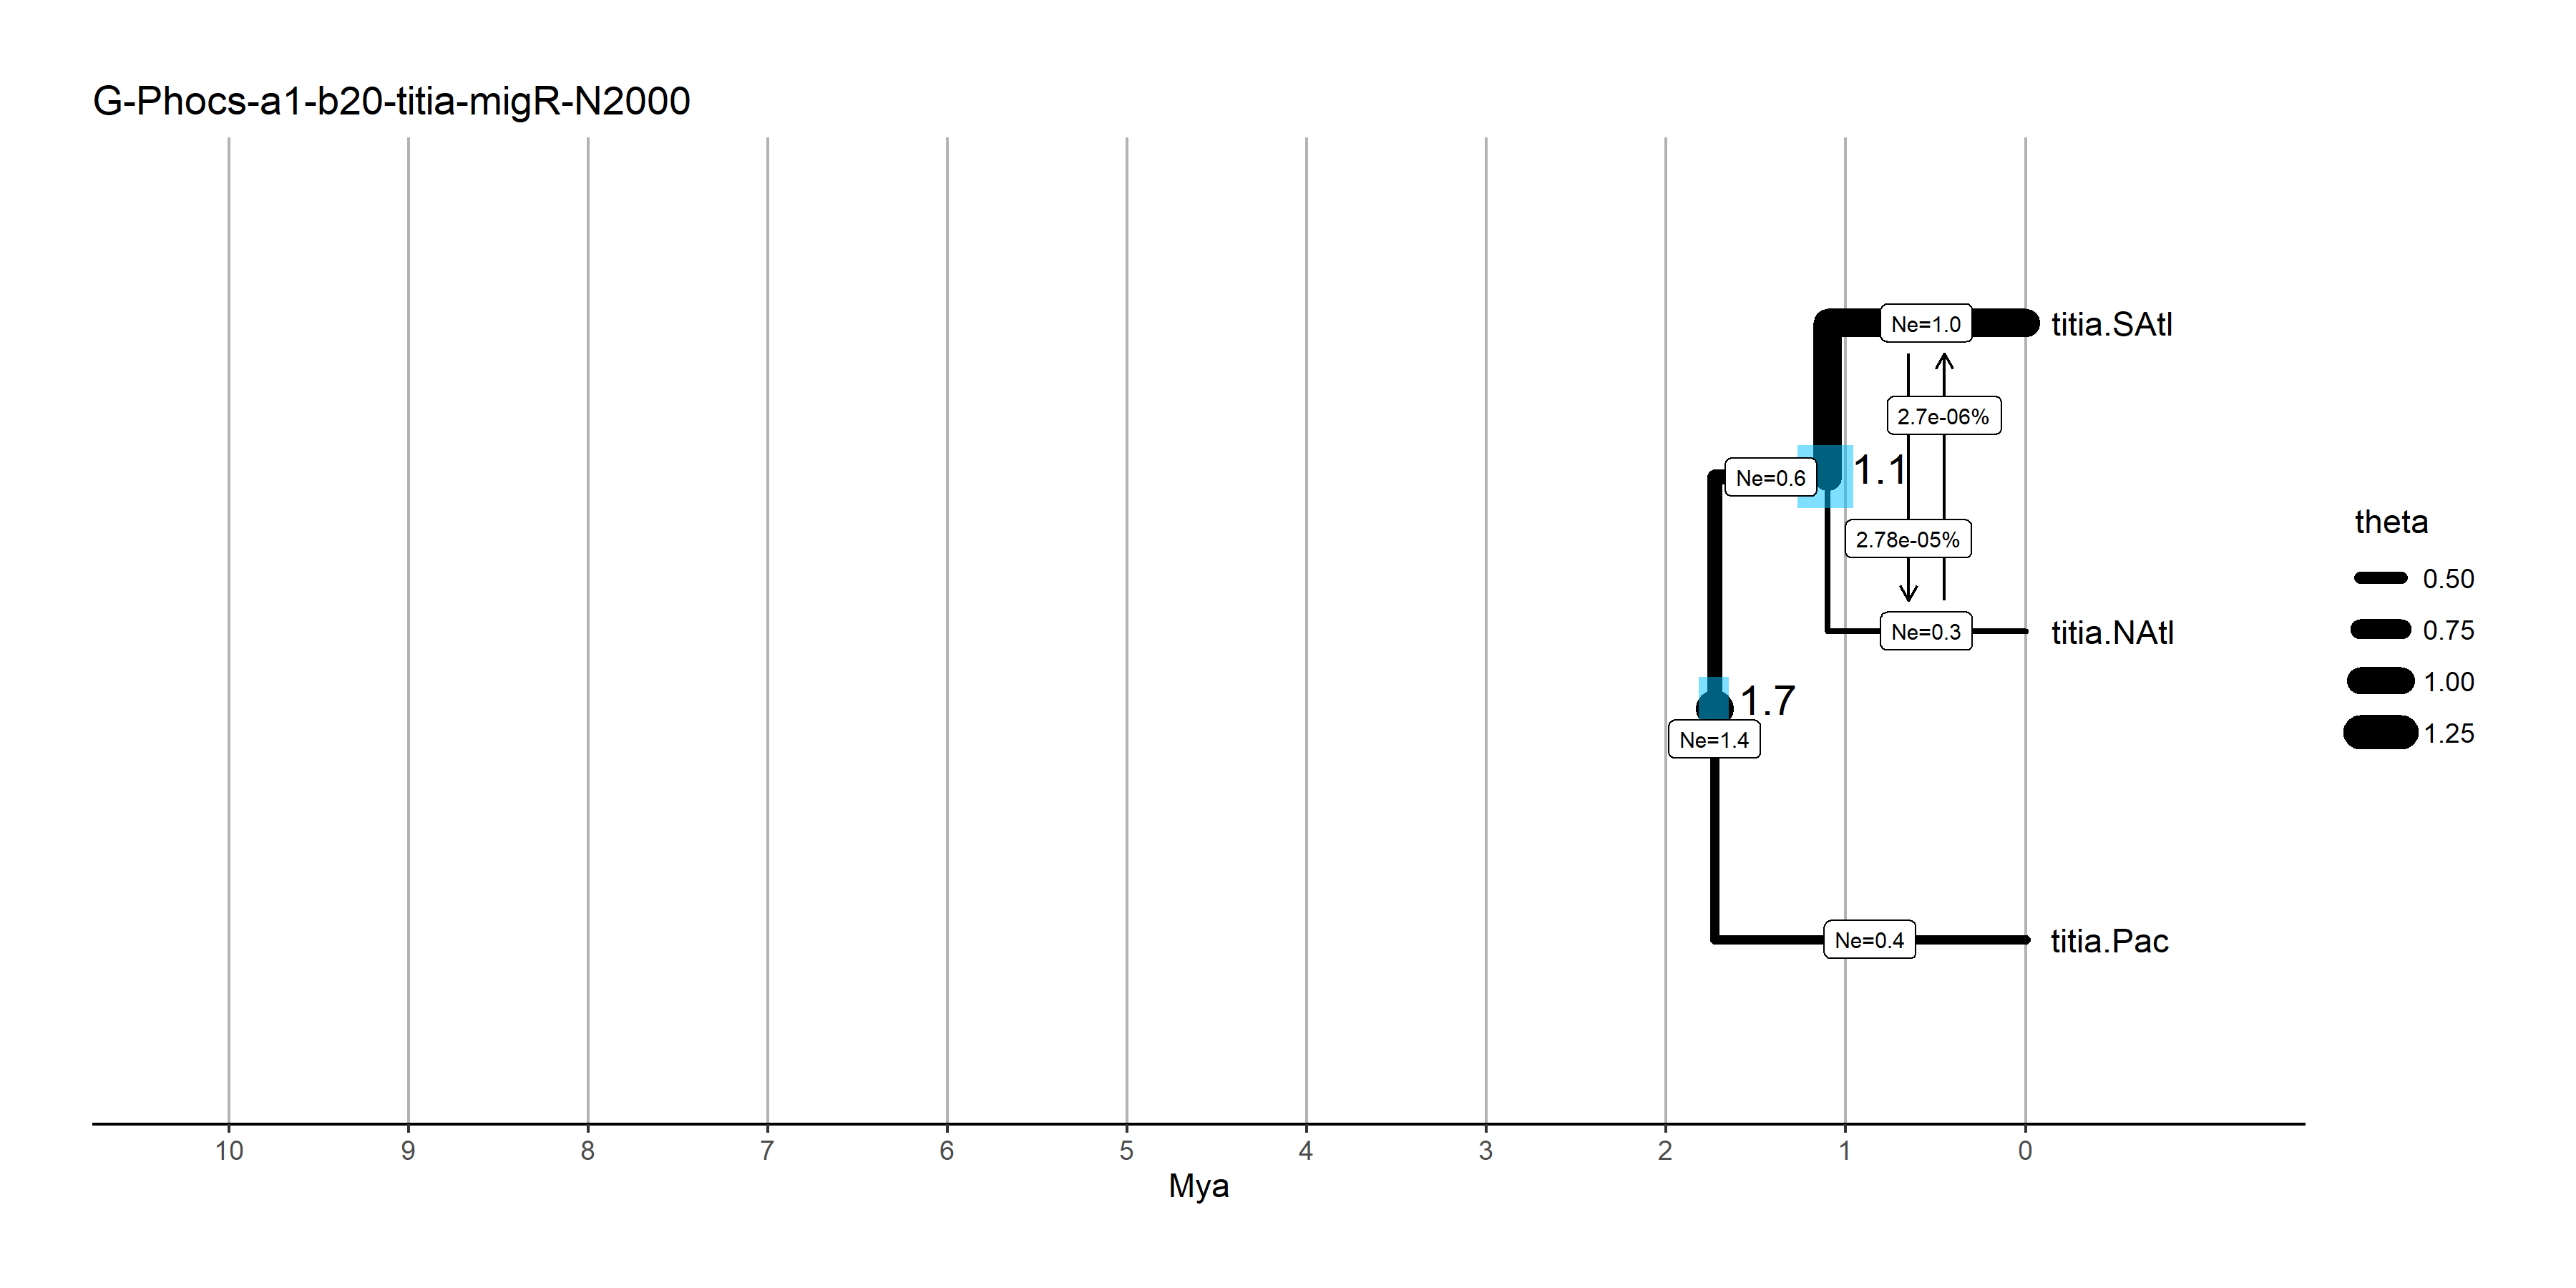 G-Phocs-a1-b20-titia-migR-N2000
Ne=1.0
titia.SAtl
2.7e-06%
Ne=0.6
1.1
2.78e-05%
Ne=0.3
titia.NAtl
1.7
Ne=1.4
Ne=0.4
titia.Pac
theta
0.50
0.75
1.00
1.25
10 9 8 7 6 5 4 3 2 1 0
Mya